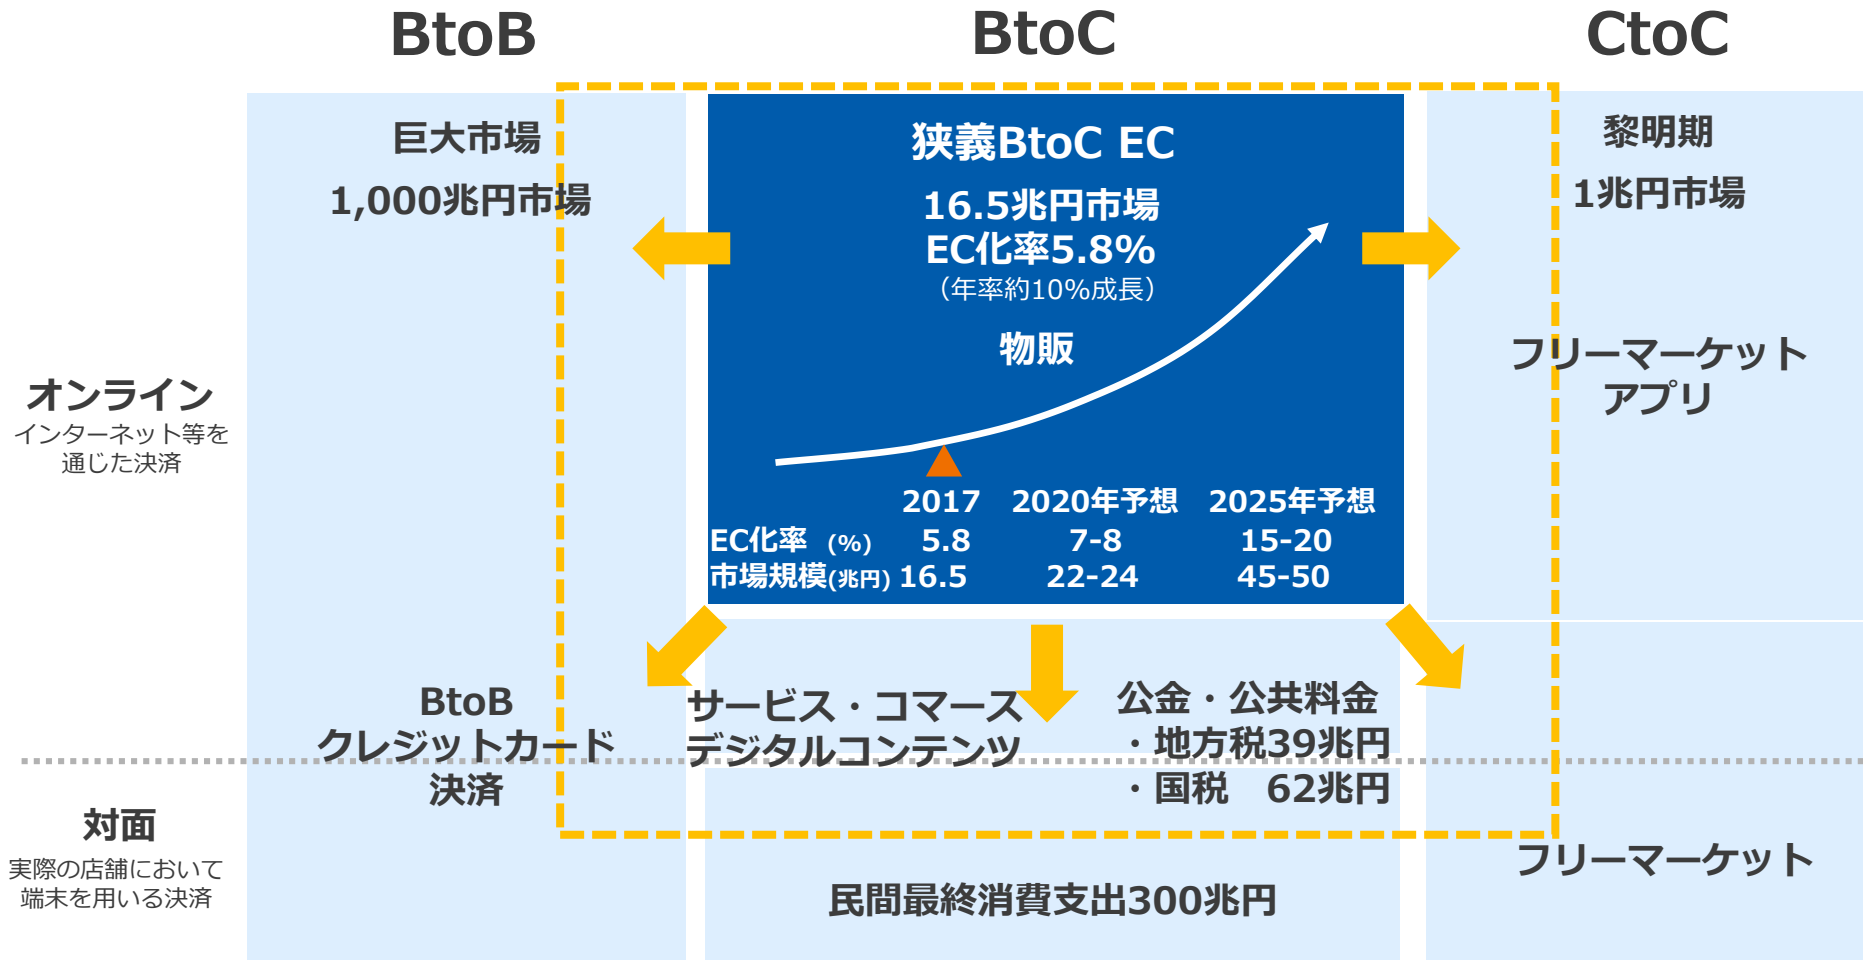 BtoB
BtoC
CtoC
巨大市場
1,000兆円市場
狭義BtoC EC
16.5兆円市場
EC化率5.8%
（年率約10%成長）
物販
2017 2020年予想 2025年予想
EC化率 (%) 5.8 7-8 15-20
市場規模(兆円) 16.5 22-24 45-50
黎明期
1兆円市場
フリーマーケット
アプリ
オンライン
インターネット等を
通じた決済
BtoB
クレジットカード
決済
サービス・コマース
デジタルコンテンツ
公金・公共料金
・地方税39兆円
・国税 62兆円
対面
実際の店舗において
端末を用いる決済
民間最終消費支出300兆円
フリーマーケット